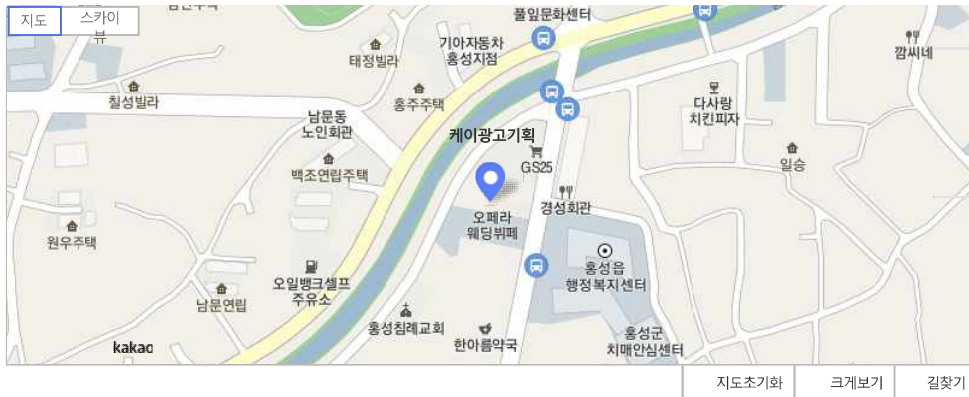 지도
스카이
뷰
풀잎문화센터
기아자동차
홍성지점
태정빌라
깜씨네
칠성빌라
홍주주택
다사랑
치킨피자
남문동
노인회관
케이광고기획
GS25
일승
백조연립주택
경성회관
오페라
웨딩뷔페
원우주택
홍성읍
행정복지센터
오일뱅크셀프
주유소
남문연립
홍성침례교회
한아름약국
홍성군
치매안심센터
kakao
지도초기화
크게보기
길찾기